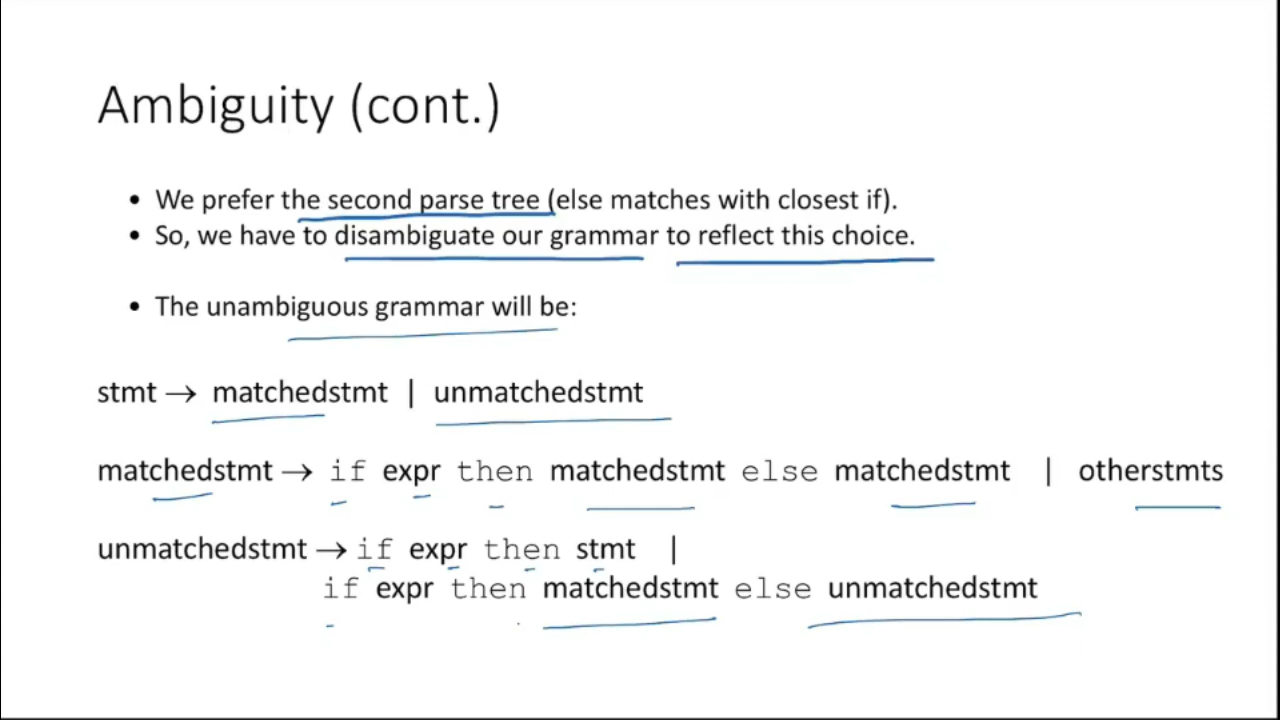 Ambiguity (cont.)
• We prefer the second parse tree (else matches with closest if).
• So, we have to disambiguate our grammar to reflect this choice.
• The unambiguous grammar will be:
stmt → matchedstmt | unmatchedstmt
matchedstmt → if expr then matchedstmt else matchedstmt | otherstmts
unmatchedstmt → if expr then stmt |
if expr then matchedstmt else unmatchedstmt